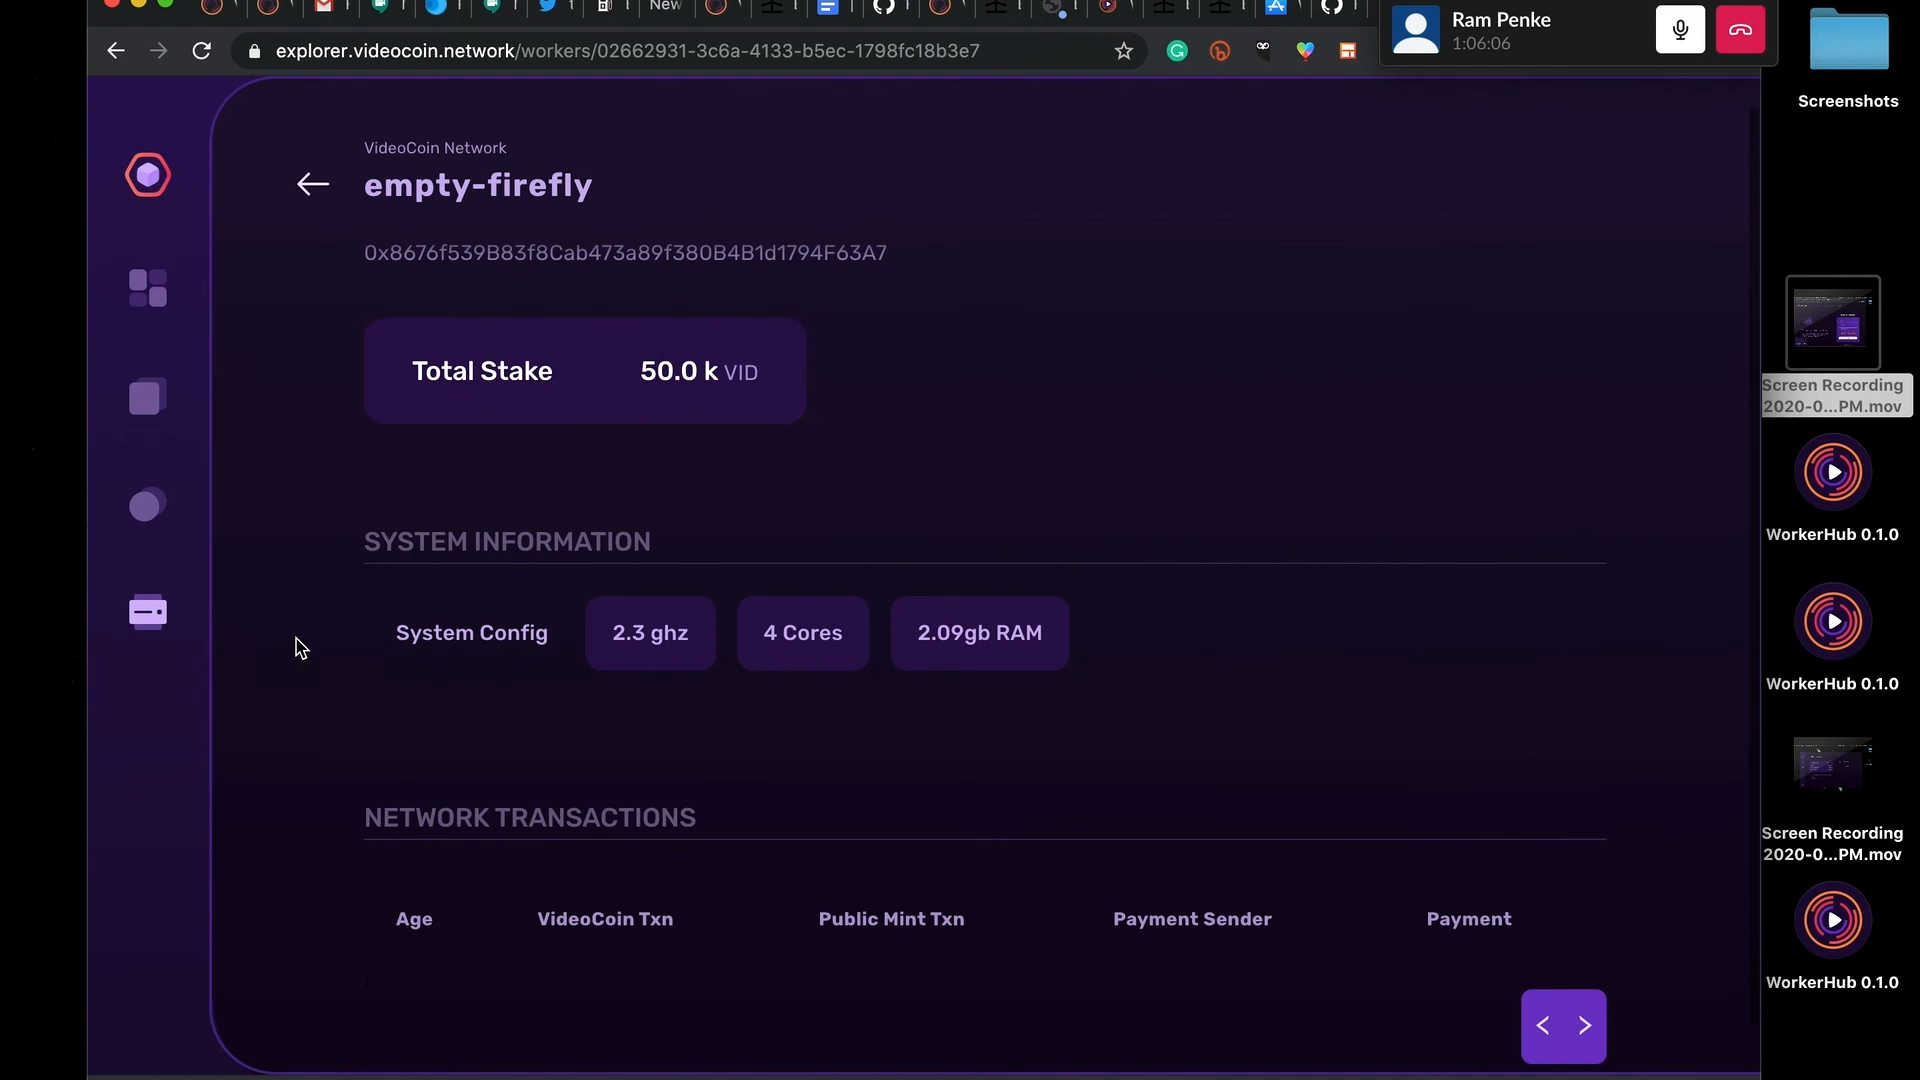 New
explorer.videocoin.network/workers/02662931-3c6a-4133-b5ec-1798fc18b3e7
Ram Penke
1:06:06
Screenshots
VideoCoin Network
empty-firefly
0x8676f539B83f8Cab473a89f380B4B1d1794F63A7
Total Stake 50.0 k VID
SYSTEM INFORMATION
System Config 2.3 ghz 4 Cores 2.09gb RAM
NETWORK TRANSACTIONS
Age VideoCoin Txn Public Mint Txn Payment Sender Payment
Screen Recording
2020-0...PM.mov
WorkerHub 0.1.0
WorkerHub 0.1.0
Screen Recording
2020-0...PM.mov
WorkerHub 0.1.0